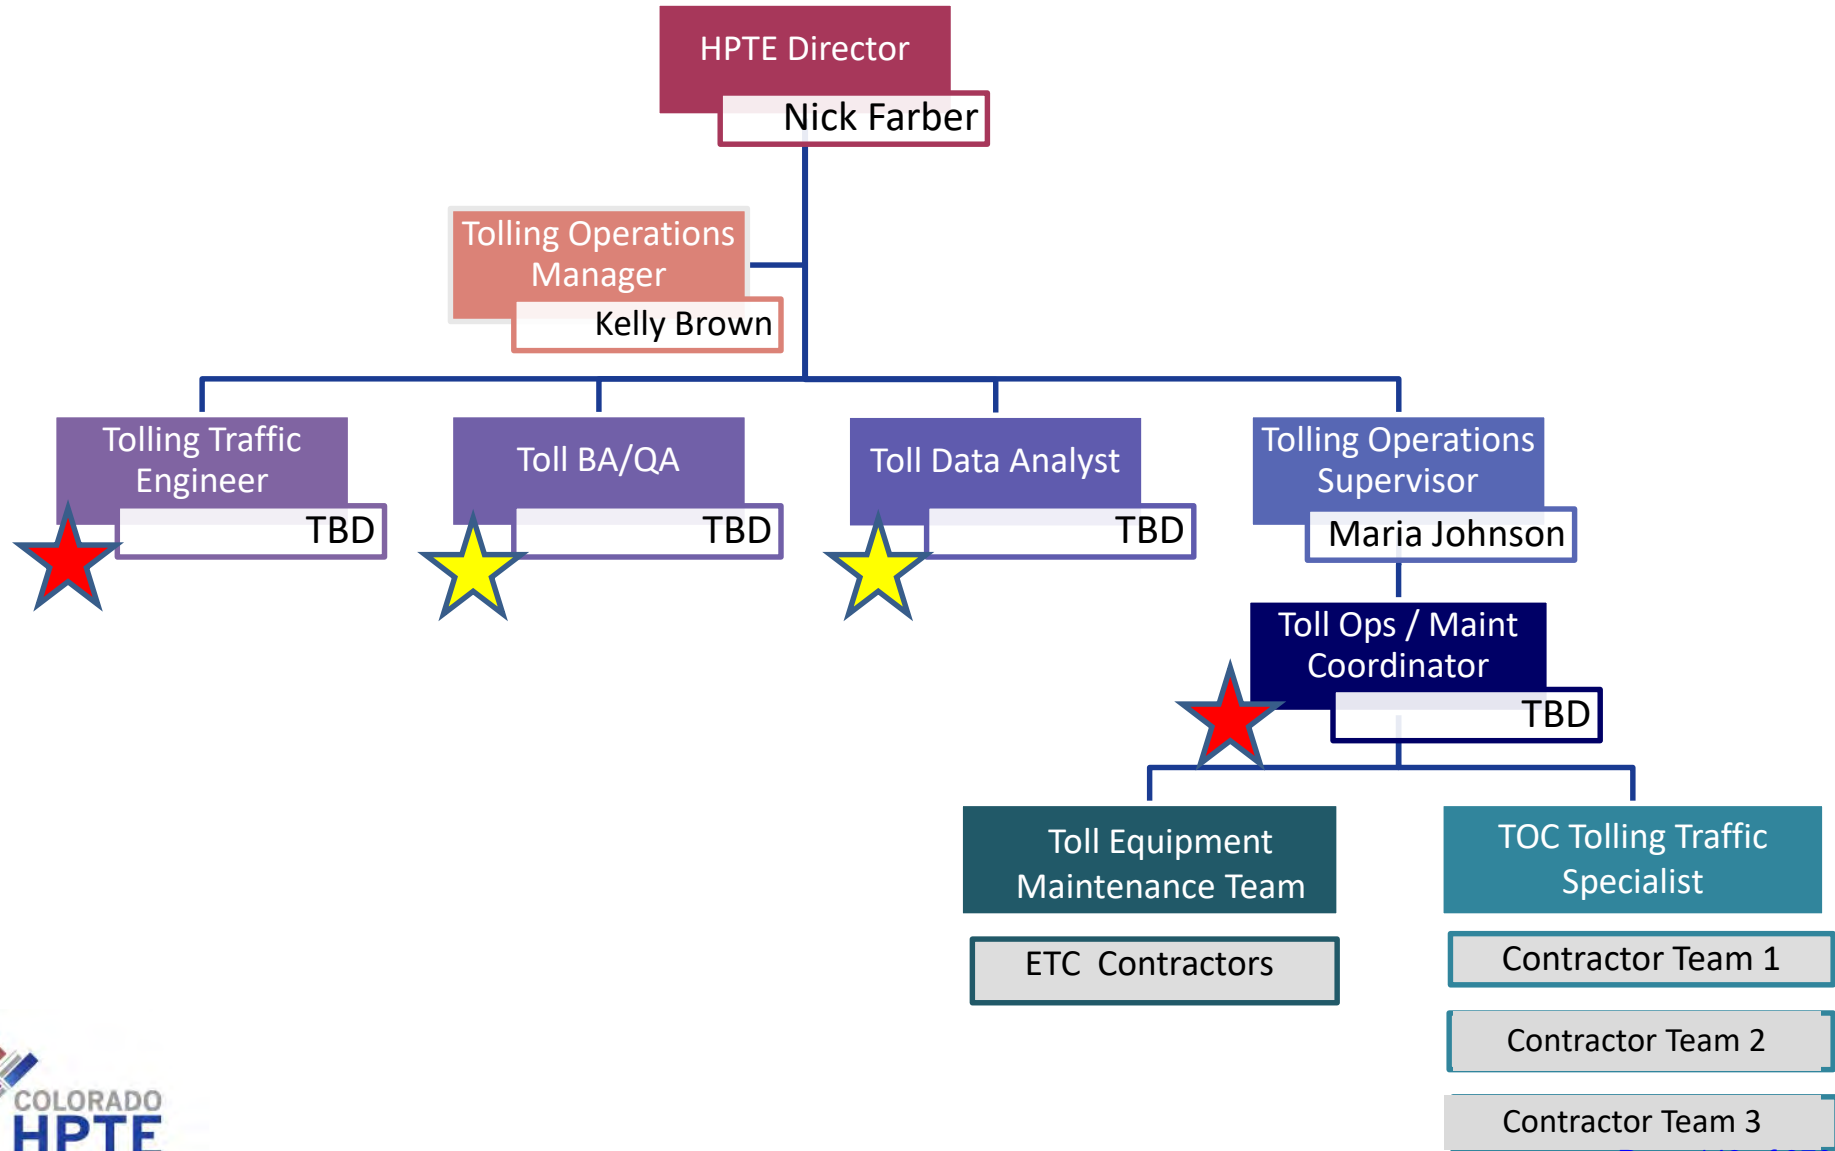 HPTE Director
Nick Farber
Tolling Operations
Manager
Kelly Brown
Tolling Traffic
Engineer
TBD
Toll BA/QA
TBD
Toll Data Analyst
TBD
Tolling Operations
Supervisor
Maria Johnson
Toll Ops / Maint
Coordinator
TBD
Toll Equipment
Maintenance Team
ETC Contractors
TOC Tolling Traffic
Specialist
Contractor Team 1
Contractor Team 2
Contractor Team 3
COLORADO
HPTE